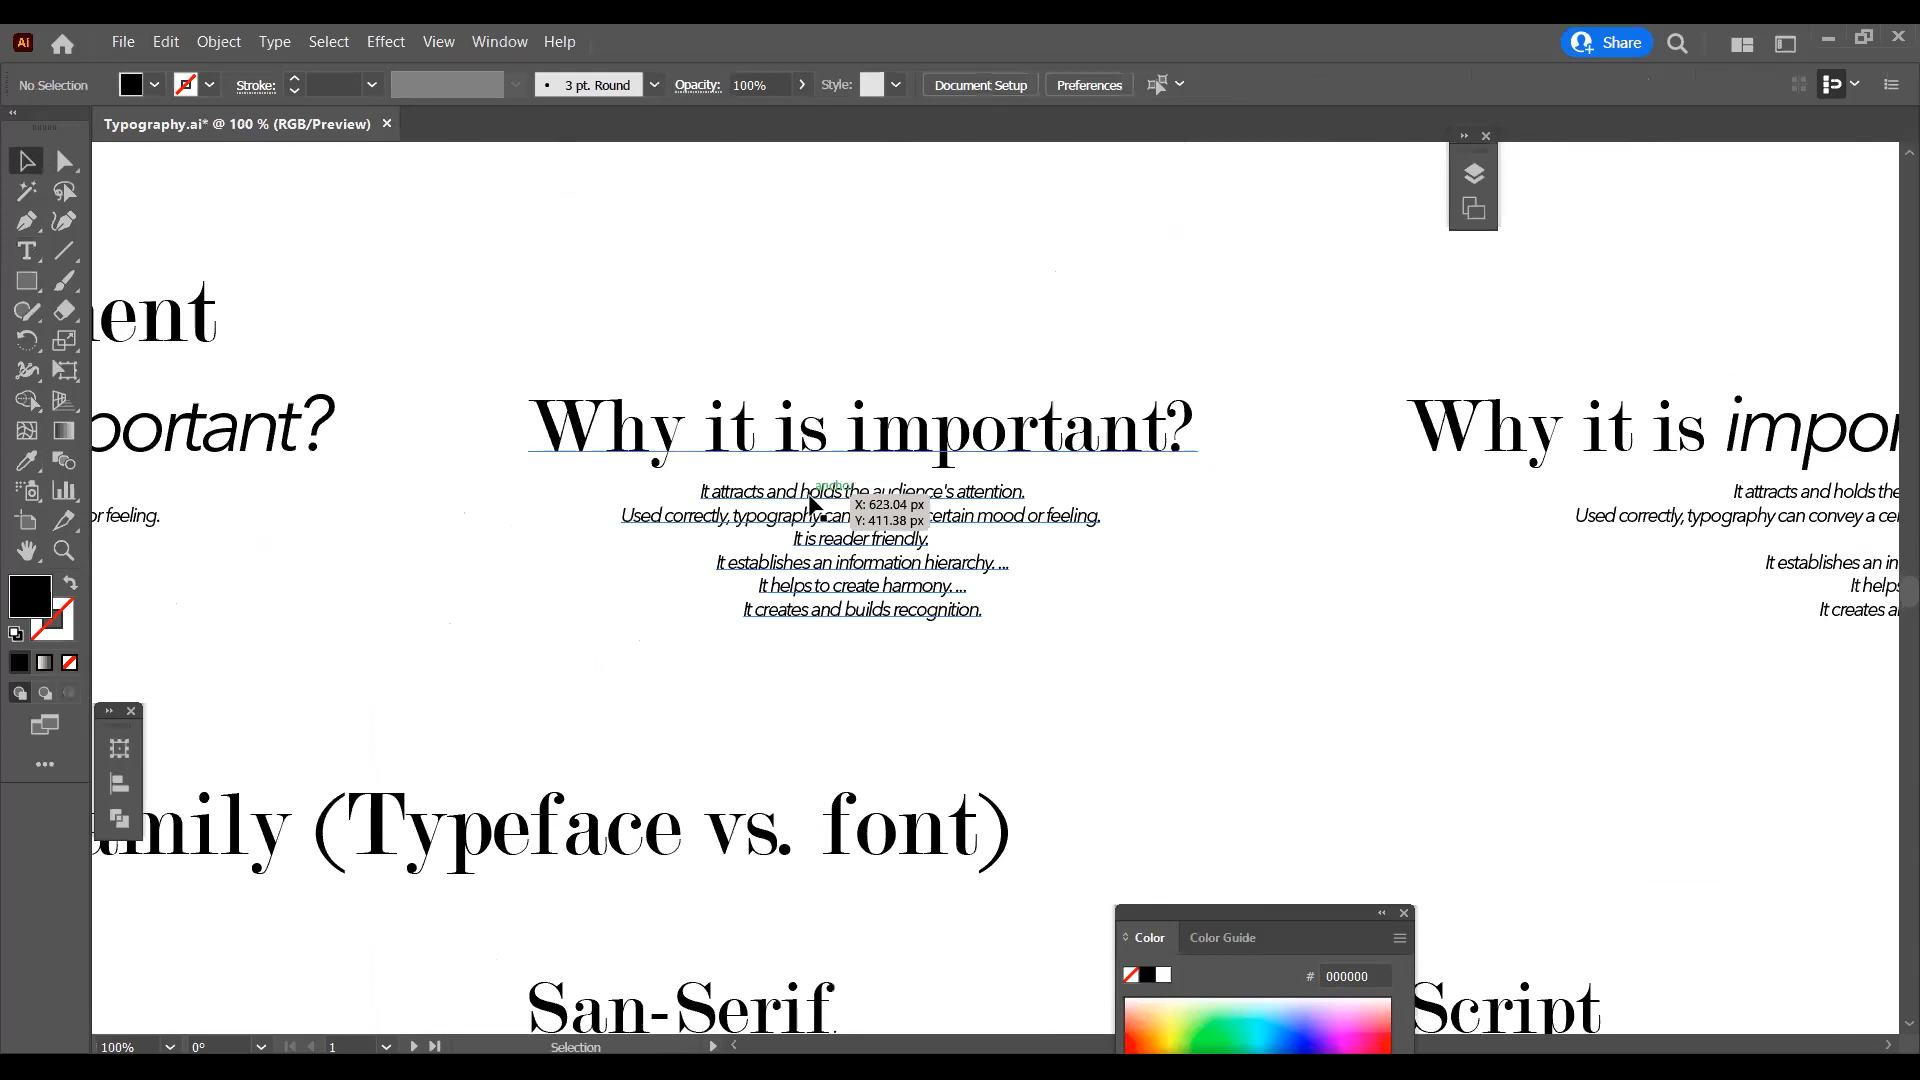 Ai File Edit Object Type Select Effect View Window Help Share
No Selection Stroke: 3 pt. Round Opacity: 100% Style: Document Setup Preferences
Typography.ai* @ 100 % (RGB/Preview)
ent
portant?
or feeling.
Why it is important?
It attracts and holds the audience's attention.
Used correctly, typography can certain mood or feeling.
It is reader friendly.
It establishes an information hierarchy. ...
It helps to create harmony. ...
It creates and builds recognition.
X: 623.04 px
Y: 411.38 px
Why it is impor
It attracts and holds the
Used correctly, typography can convey a cer
It establishes an in
It helps
It creates a
amily (Typeface vs. font)
San-Serif
Script
Color Color Guide
# 000000
100% 0° 1 Selection